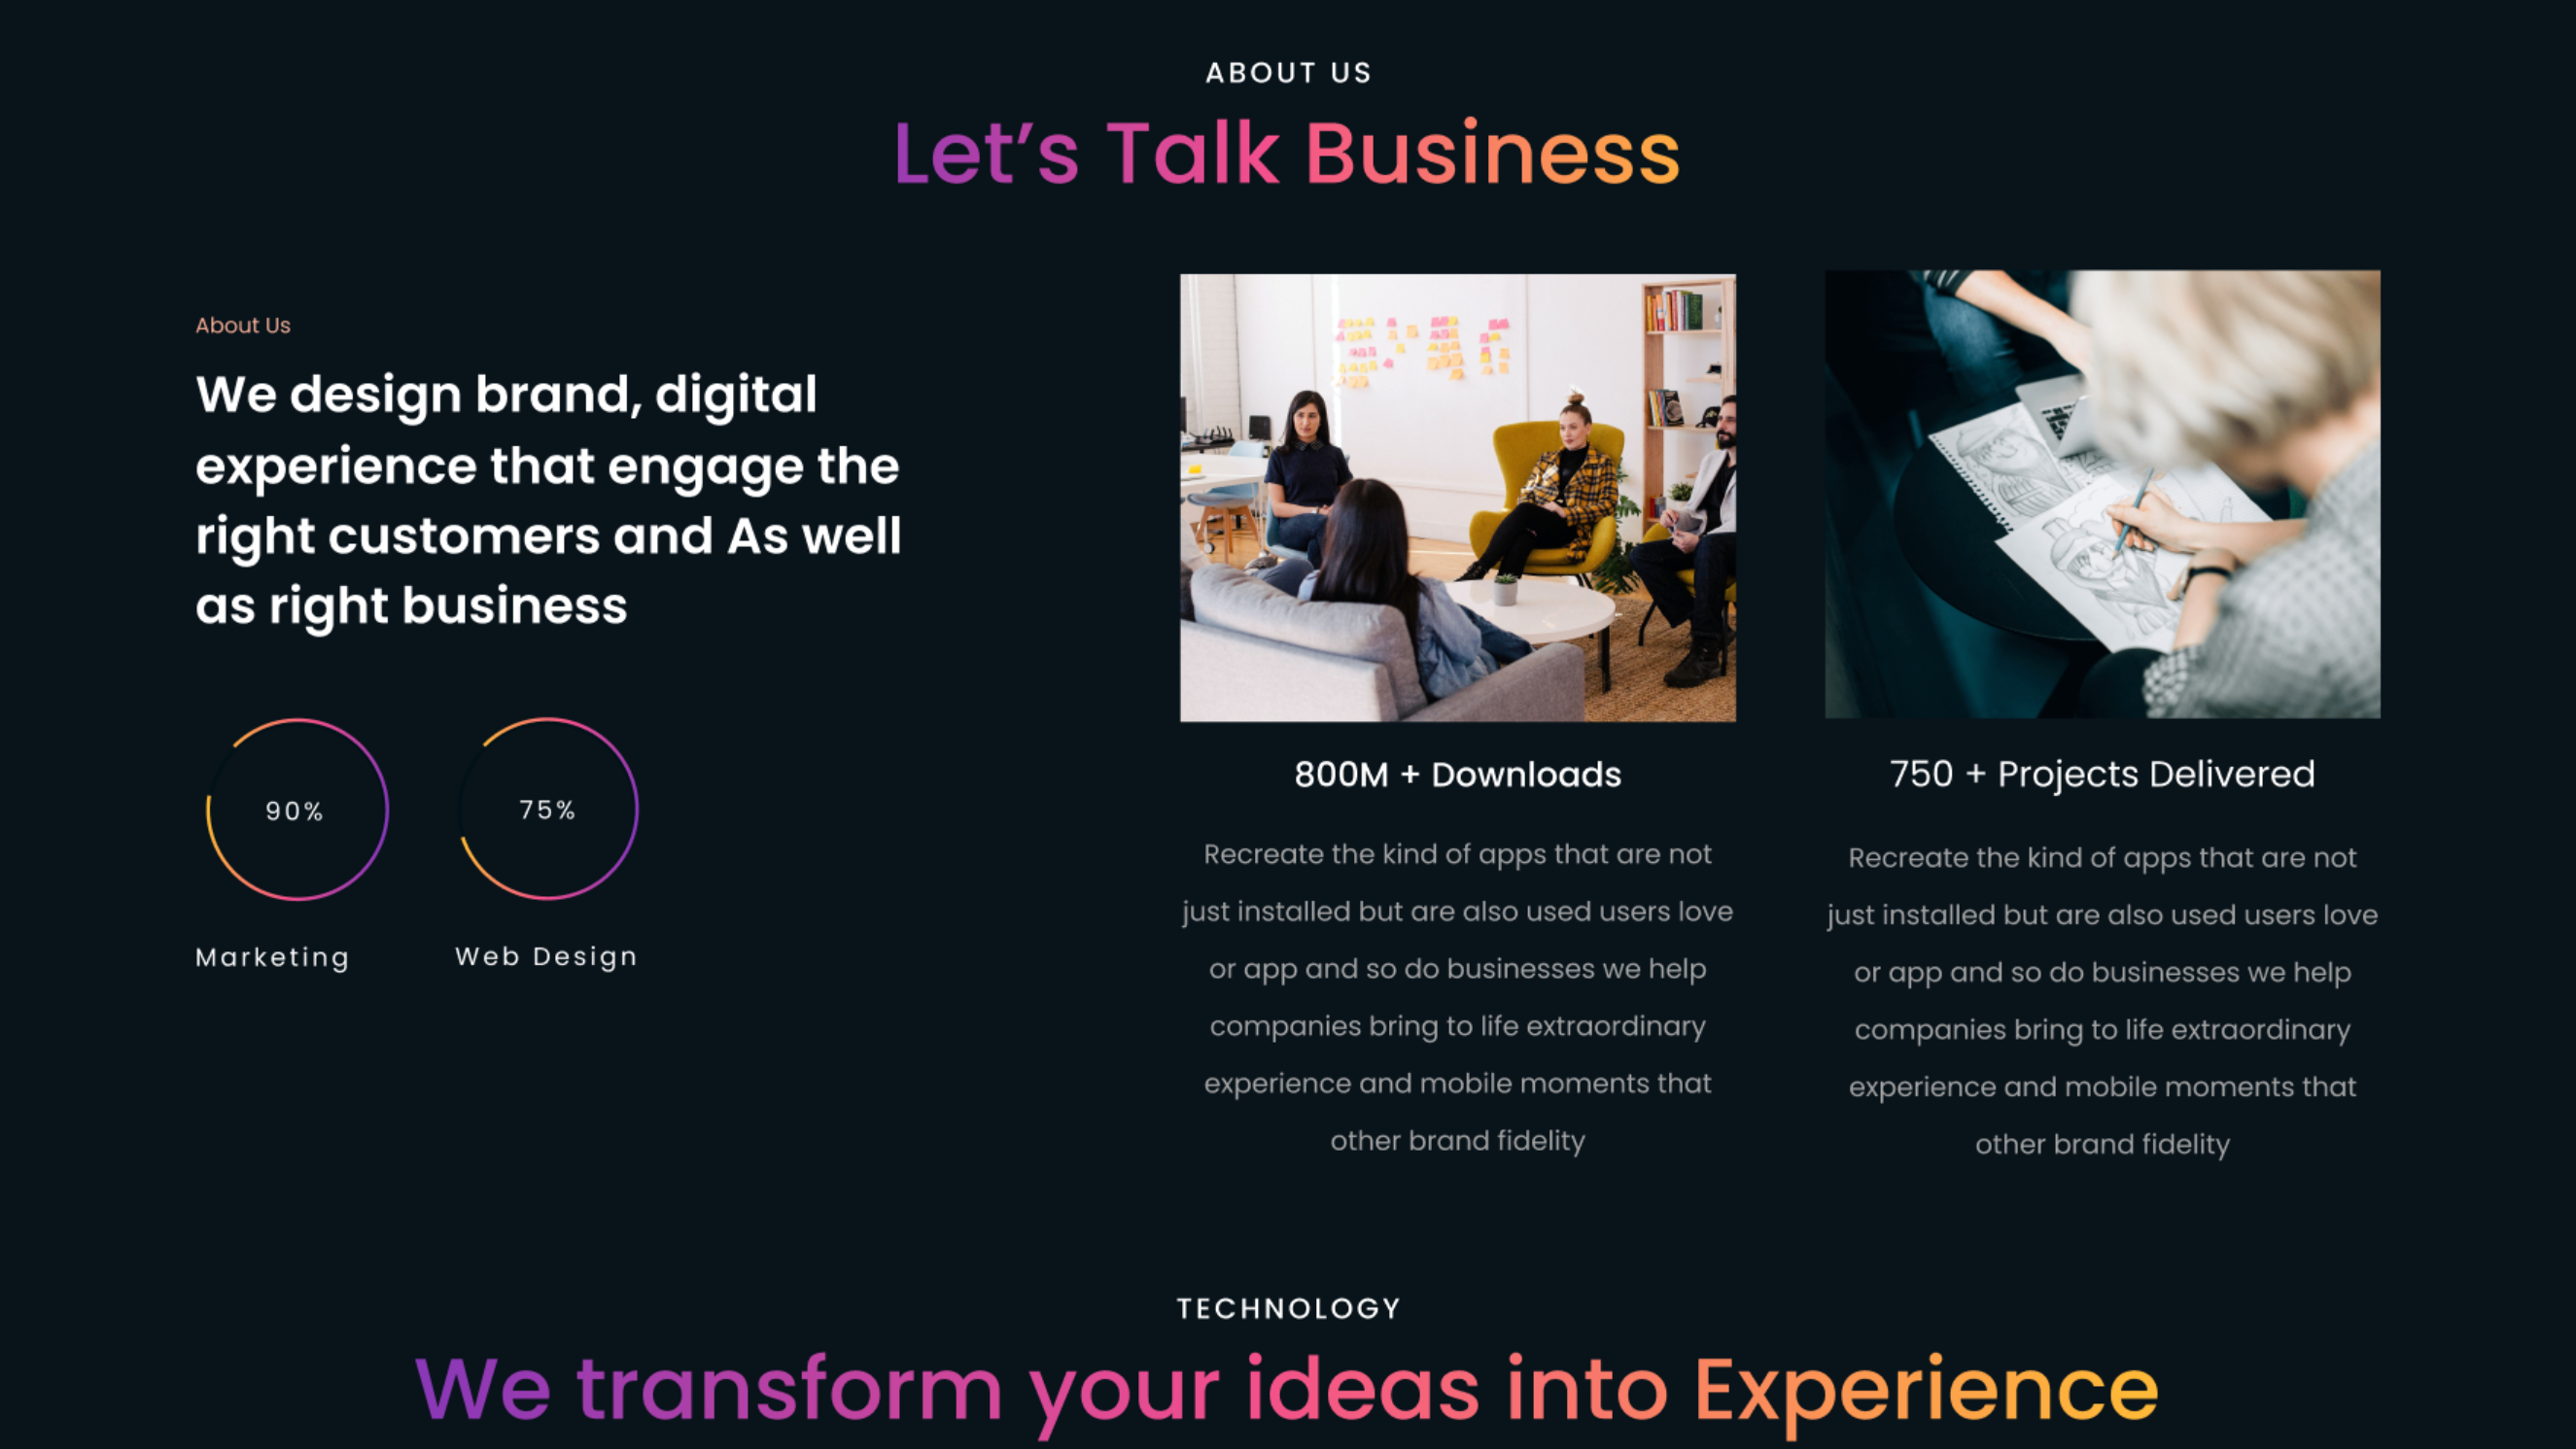 ABOUT US
Let’s Talk Business
About Us
We design brand, digital
experience that engage the
right customers and As well
as right business
90%
75%
Marketing
Web Design
800M + Downloads
Recreate the kind of apps that are not
just installed but are also used users love
or app and so do businesses we help
companies bring to life extraordinary
experience and mobile moments that
other brand fidelity
750 + Projects Delivered
Recreate the kind of apps that are not
just installed but are also used users love
or app and so do businesses we help
companies bring to life extraordinary
experience and mobile moments that
other brand fidelity
TECHNOLOGY
We transform your ideas into Experience